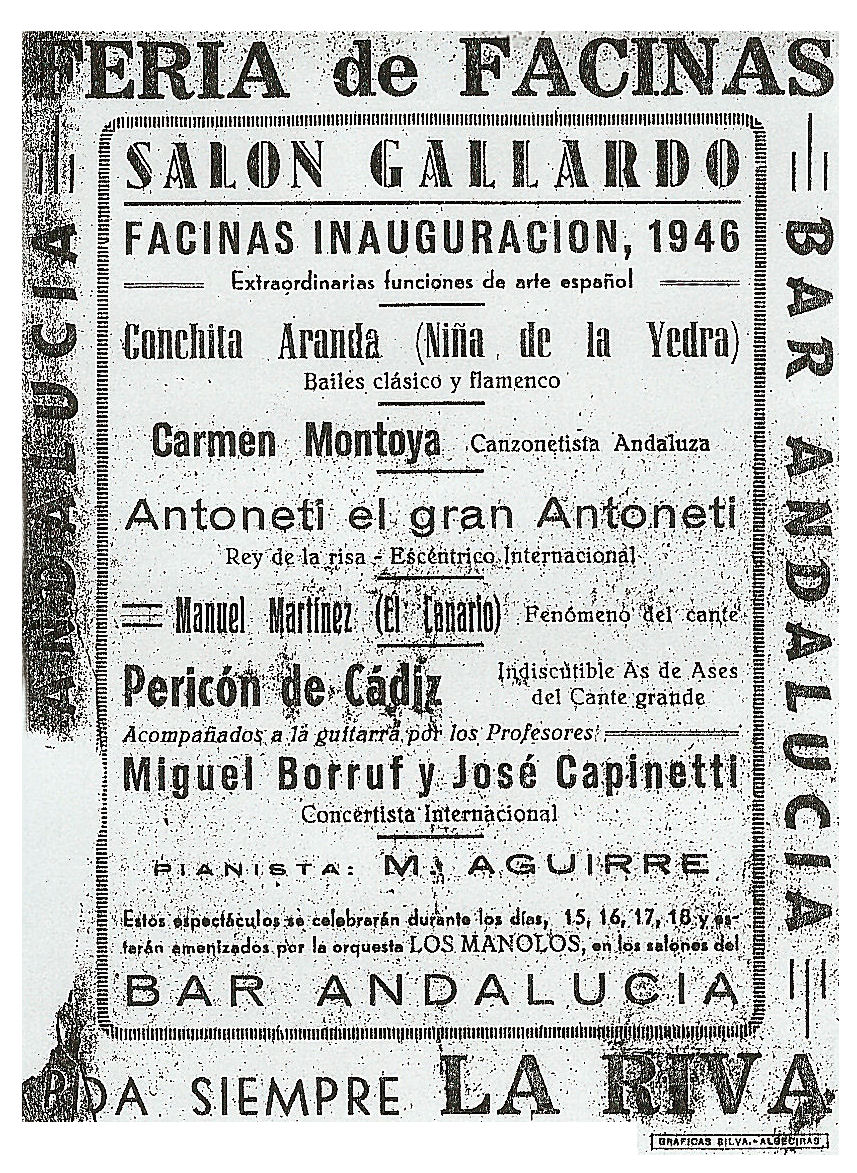 FERIA de FACINAS
SALON GALLARDO
FACINAS INAUGURACION, 1946
Extraordinarias funciones de arte español
Conchita Aranda (Niña de la Yedra)
Bailes clásico y flamenco
Carmen Montoya Canzonetista Andaluza
Antoneti el gran Antoneti
Rey de la risa - Escéntrico Internacional
Manuel Martínez (El Canario) Fenómeno del cante
Pericón de Cádiz Indiscutible As de Ases
del Cante grande
Acompañados a la guitarra por los Profesores:
Miguel Borruf y José Capinetti
Concertista Internacional
PIANISTA: M. AGUIRRE
Estos espectáculos se celebrarán durante los días, 15, 16, 17, 18 y es-
tarán amenizados por la orquesta LOS MANOLOS, en los salones del
BAR ANDALUCIA
ANDALUCIA
BAR ANDALUCIA
PIDA SIEMPRE LA RIVA
GRAFICAS SILVA.-ALGECIRAS